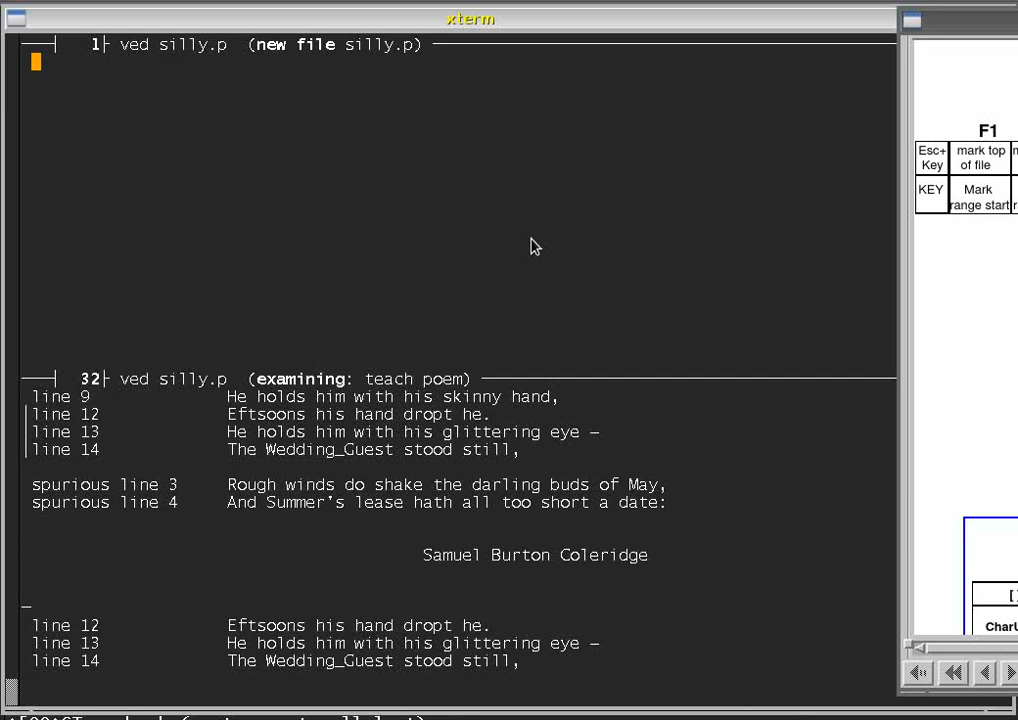 xterm
1 ved silly.p (new file silly.p)
32 ved silly.p (examining: teach poem)
line 9 He holds him with his skinny hand,
line 12 Eftsoons his hand dropt he.
line 13 He holds him with his glittering eye —
line 14 The Wedding_Guest stood still,
spurious line 3 Rough winds do shake the darling buds of May,
spurious line 4 And Summer's lease hath all too short a date:
Samuel Burton Coleridge
line 12 Eftsoons his hand dropt he.
line 13 He holds him with his glittering eye —
line 14 The Wedding_Guest stood still,
F1
Esc+ Key
mark top of file
KEY
Mark range start
[
CharU